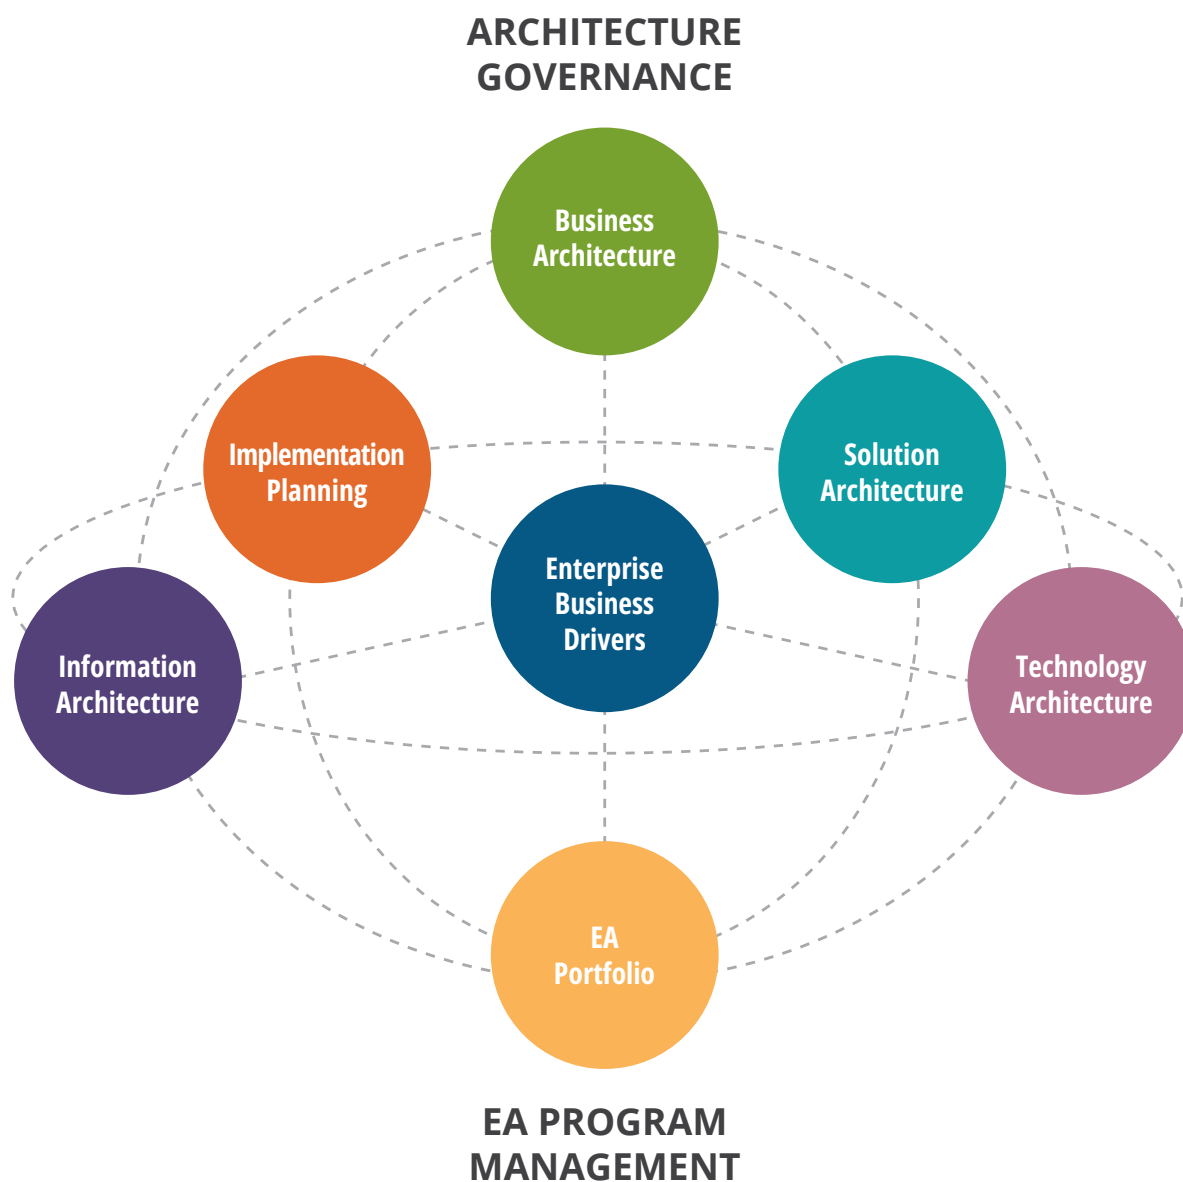 ARCHITECTURE
GOVERNANCE
Business
Architecture
Implementation
Planning
Solution
Architecture
Enterprise
Business
Drivers
Information
Architecture
Technology
Architecture
EA
Portfolio
EA PROGRAM
MANAGEMENT